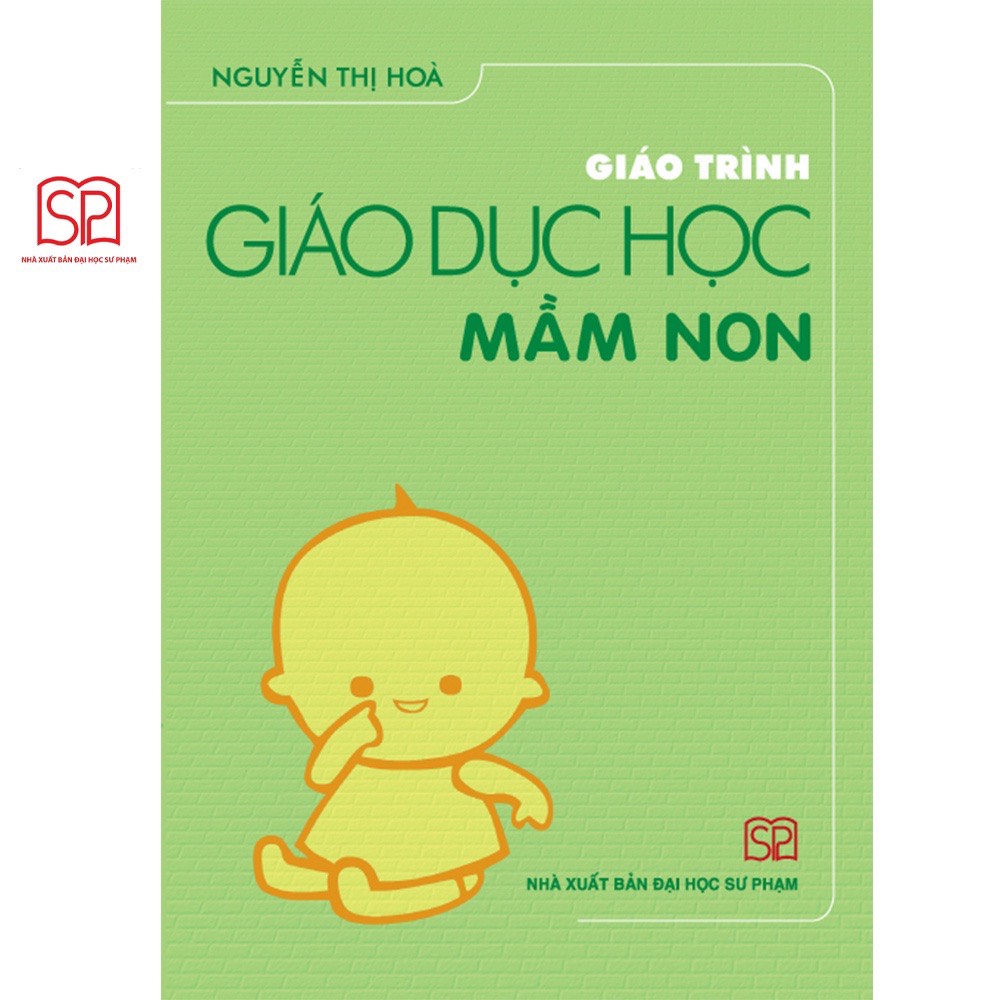 SP
NHÀ XUẤT BẢN ĐẠI HỌC SƯ PHẠM
NGUYỄN THỊ HOÀ
GIÁO TRÌNH
GIÁO DỤC HỌC
MẦM NON
SP
NHÀ XUẤT BẢN ĐẠI HỌC SƯ PHẠM